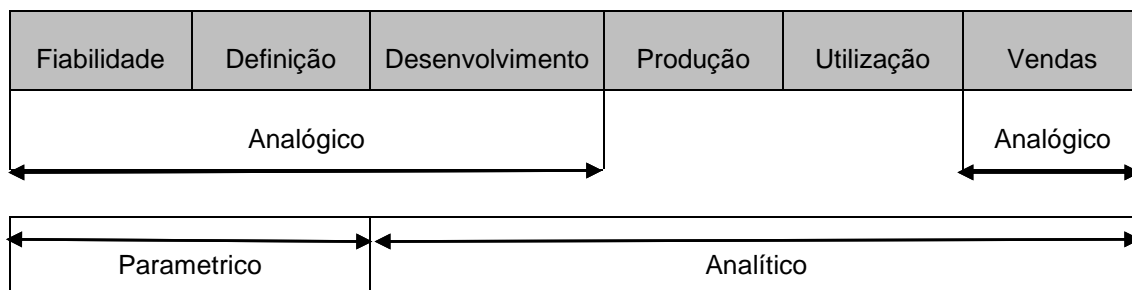 Fiabilidade Definição Desenvolvimento Produção Utilização Vendas
Analógico Analógico
Parametrico Analítico